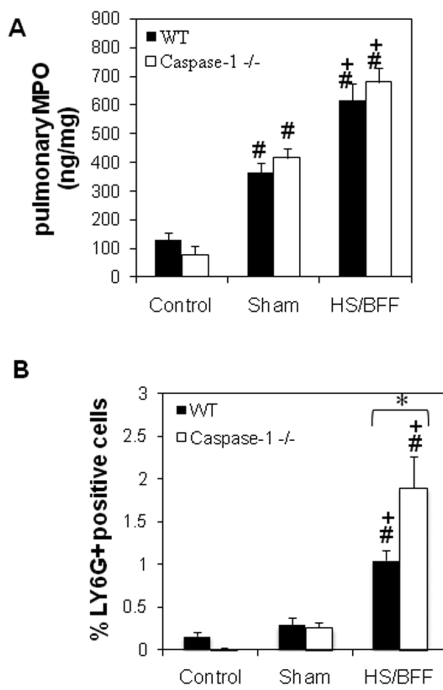 A
pulmonary MPO
(ng/mg)
900
800
700
600
500
400
300
200
100
0
WT
Caspase-1 -/-
#
#
+
#
+
#
Control
Sham
HS/BFF
B
% LY6G+positive cells
3
2.5
2
1.5
1
0.5
0
WT
Caspase-1 -/-
*
+
#
+
#
Control
Sham
HS/BFF